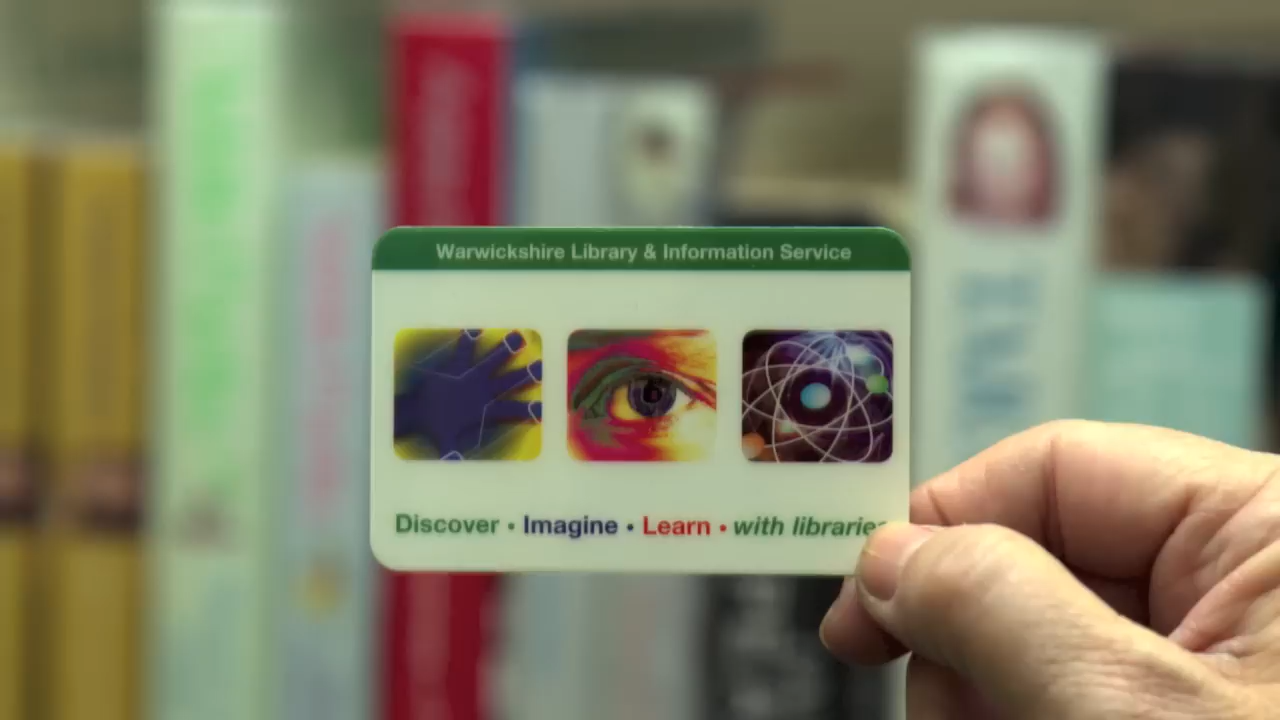 Warwickshire Library & Information Service
Discover • Imagine • Learn • with libraries